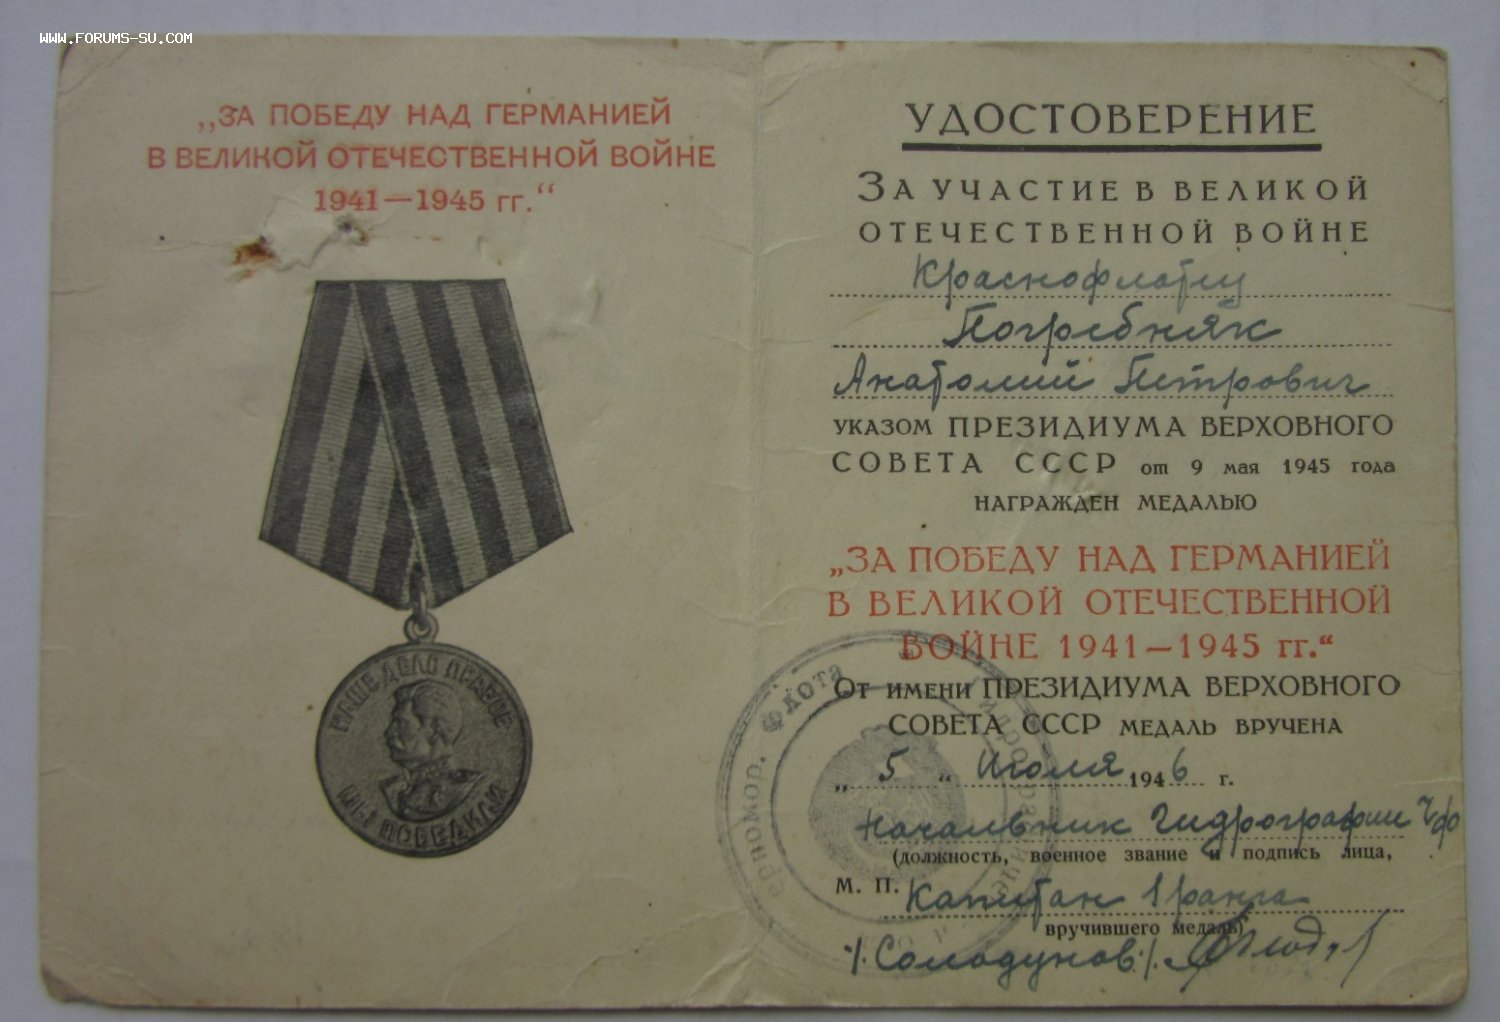 WWW.FORUMS-SU.COM
„ЗА ПОБЕДУ НАД ГЕРМАНИЕЙ
В ВЕЛИКОЙ ОТЕЧЕСТВЕННОЙ ВОЙНЕ
1941—1945 гг.“
НАШЕ ДЕЛО ПРАВОЕ
МЫ ПОБЕДИЛИ
УДОСТОВЕРЕНИЕ
ЗА УЧАСТИЕ В ВЕЛИКОЙ
ОТЕЧЕСТВЕННОЙ ВОЙНЕ
Краснофлотцу
Погребняк
Анатолий Петрович
УКАЗОМ ПРЕЗИДИУМА ВЕРХОВНОГО
СОВЕТА СССР от 9 мая 1945 года
НАГРАЖДЕН МЕДАЛЬЮ
„ЗА ПОБЕДУ НАД ГЕРМАНИЕЙ
В ВЕЛИКОЙ ОТЕЧЕСТВЕННОЙ
ВОЙНЕ 1941—1945 гг.“
ОТ ИМЕНИ ПРЕЗИДИУМА ВЕРХОВНОГО
СОВЕТА СССР МЕДАЛЬ ВРУЧЕНА
„ 5 “ Июля 1946 г.
Начальник Гидрографии ЧФ
(должность, военное звание и подпись лица,
М. П. Капитан 1 ранга
вручившего медаль)
/Солодунов/
Флота